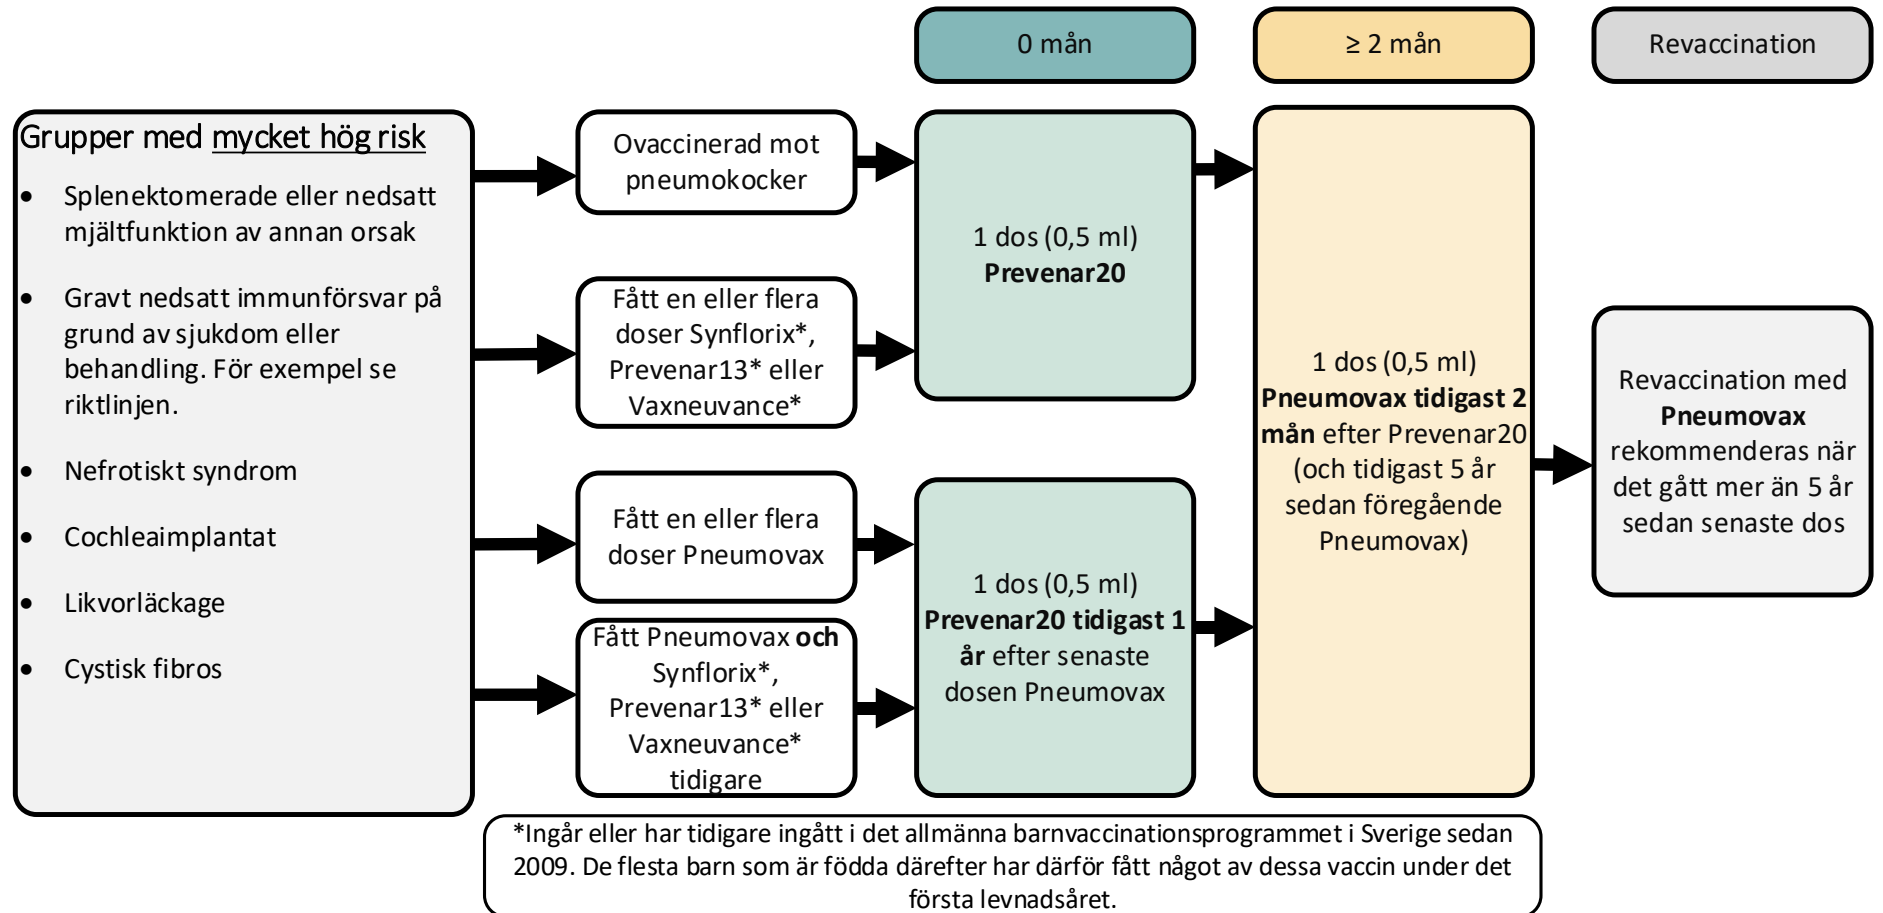 0 mån
≥ 2 mån
Revaccination
Grupper med mycket hög risk
• Splenektomerade eller nedsatt
mjältfunktion av annan orsak
• Gravt nedsatt immunförsvar på
grund av sjukdom eller
behandling. För exempel se
riktlinjen.
• Nefrotiskt syndrom
• Cochleaimplantat
• Likvorläckage
• Cystisk fibros
Ovaccinerad mot
pneumokocker
Fått en eller flera
doser Synflorix*,
Prevenar13* eller
Vaxneuvance*
Fått en eller flera
doser Pneumovax
Fått Pneumovax och
Synflorix*,
Prevenar13* eller
Vaxneuvance*
tidigare
1 dos (0,5 ml)
Prevenar20
1 dos (0,5 ml)
Prevenar20 tidigast 1
år efter senaste
dosen Pneumovax
1 dos (0,5 ml)
Pneumovax tidigast 2
mån efter Prevenar20
(och tidigast 5 år
sedan föregående
Pneumovax)
Revaccination med
Pneumovax
rekommenderas när
det gått mer än 5 år
sedan senaste dos
*Ingår eller har tidigare ingått i det allmänna barnvaccinationsprogrammet i Sverige sedan
2009. De flesta barn som är födda därefter har därför fått något av dessa vaccin under det
första levnadsåret.